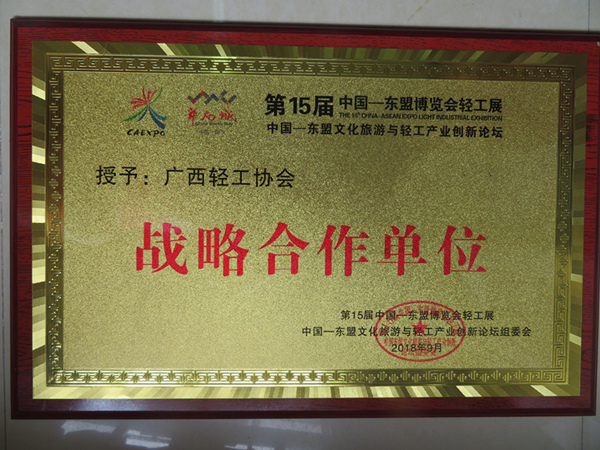 CAEXPO
第15届
中国—东盟博览会轻工展
THE 15th CHINA-ASEAN EXPO LIGHT INDUSTRIAL EXHIBITION
中国—东盟文化旅游与轻工产业创新论坛
授予：广西轻工协会
战略合作单位
第15届中国—东盟博览会轻工展
中国—东盟文化旅游与轻工产业创新论坛组委会
2018年9月